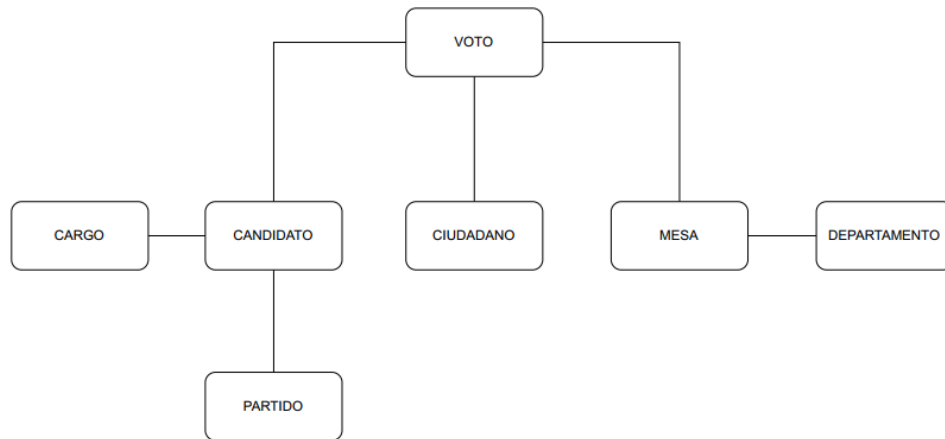 VOTO
CARGO
CANDIDATO
CIUDADANO
MESA
DEPARTAMENTO
PARTIDO